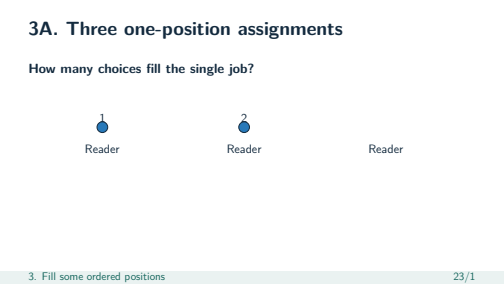 3A. Three one-position assignments
How many choices fill the single job?
1 2
Reader Reader Reader
3. Fill some ordered positions 23/1